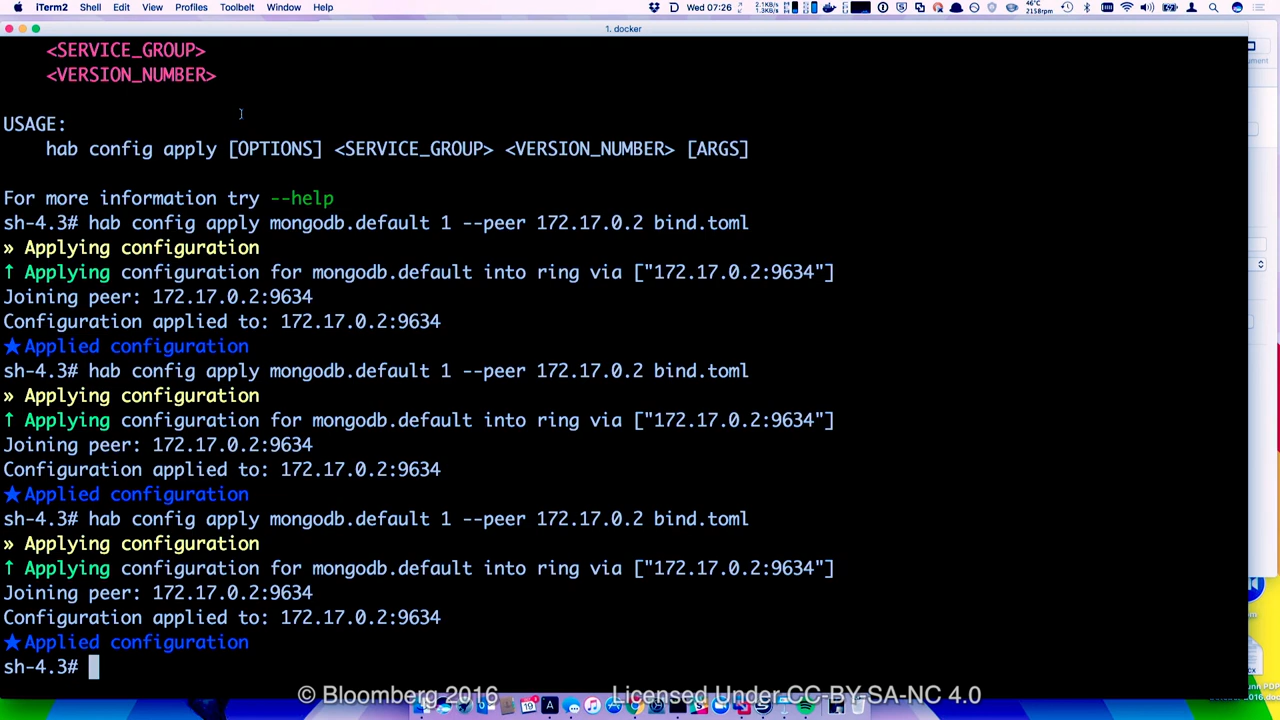 iTerm2 Shell Edit View Profiles Toolbelt Window Help
2.1KB/s
1.3KB/s
Wed 07:26
46°C
2158rpm
1. docker
<SERVICE_GROUP>
<VERSION_NUMBER>
USAGE:
hab config apply [OPTIONS] <SERVICE_GROUP> <VERSION_NUMBER> [ARGS]
For more information try --help
sh-4.3# hab config apply mongodb.default 1 --peer 172.17.0.2 bind.toml
» Applying configuration
↑ Applying configuration for mongodb.default into ring via ["172.17.0.2:9634"]
Joining peer: 172.17.0.2:9634
Configuration applied to: 172.17.0.2:9634
★Applied configuration
sh-4.3# hab config apply mongodb.default 1 --peer 172.17.0.2 bind.toml
» Applying configuration
↑ Applying configuration for mongodb.default into ring via ["172.17.0.2:9634"]
Joining peer: 172.17.0.2:9634
Configuration applied to: 172.17.0.2:9634
★Applied configuration
sh-4.3# hab config apply mongodb.default 1 --peer 172.17.0.2 bind.toml
» Applying configuration
↑ Applying configuration for mongodb.default into ring via ["172.17.0.2:9634"]
Joining peer: 172.17.0.2:9634
Configuration applied to: 172.17.0.2:9634
★Applied configuration
sh-4.3#
© Bloomberg 2016 Licensed Under CC-BY-SA-NC 4.0